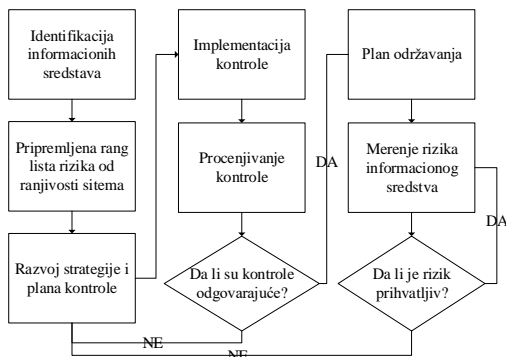 Identifikacija
informacionih
sredstava
Pripremljena rang
lista rizika od
ranjivosti sitema
Razvoj strategije i
plana kontrole
Implementacija
kontrole
Procenjivanje
kontrole
Da li su kontrole
odgovarajuće?
NE
DA
Plan održavanja
Merenje rizika
informacionog
sredstva
Da li je rizik
prihvatljiv?
DA
NE